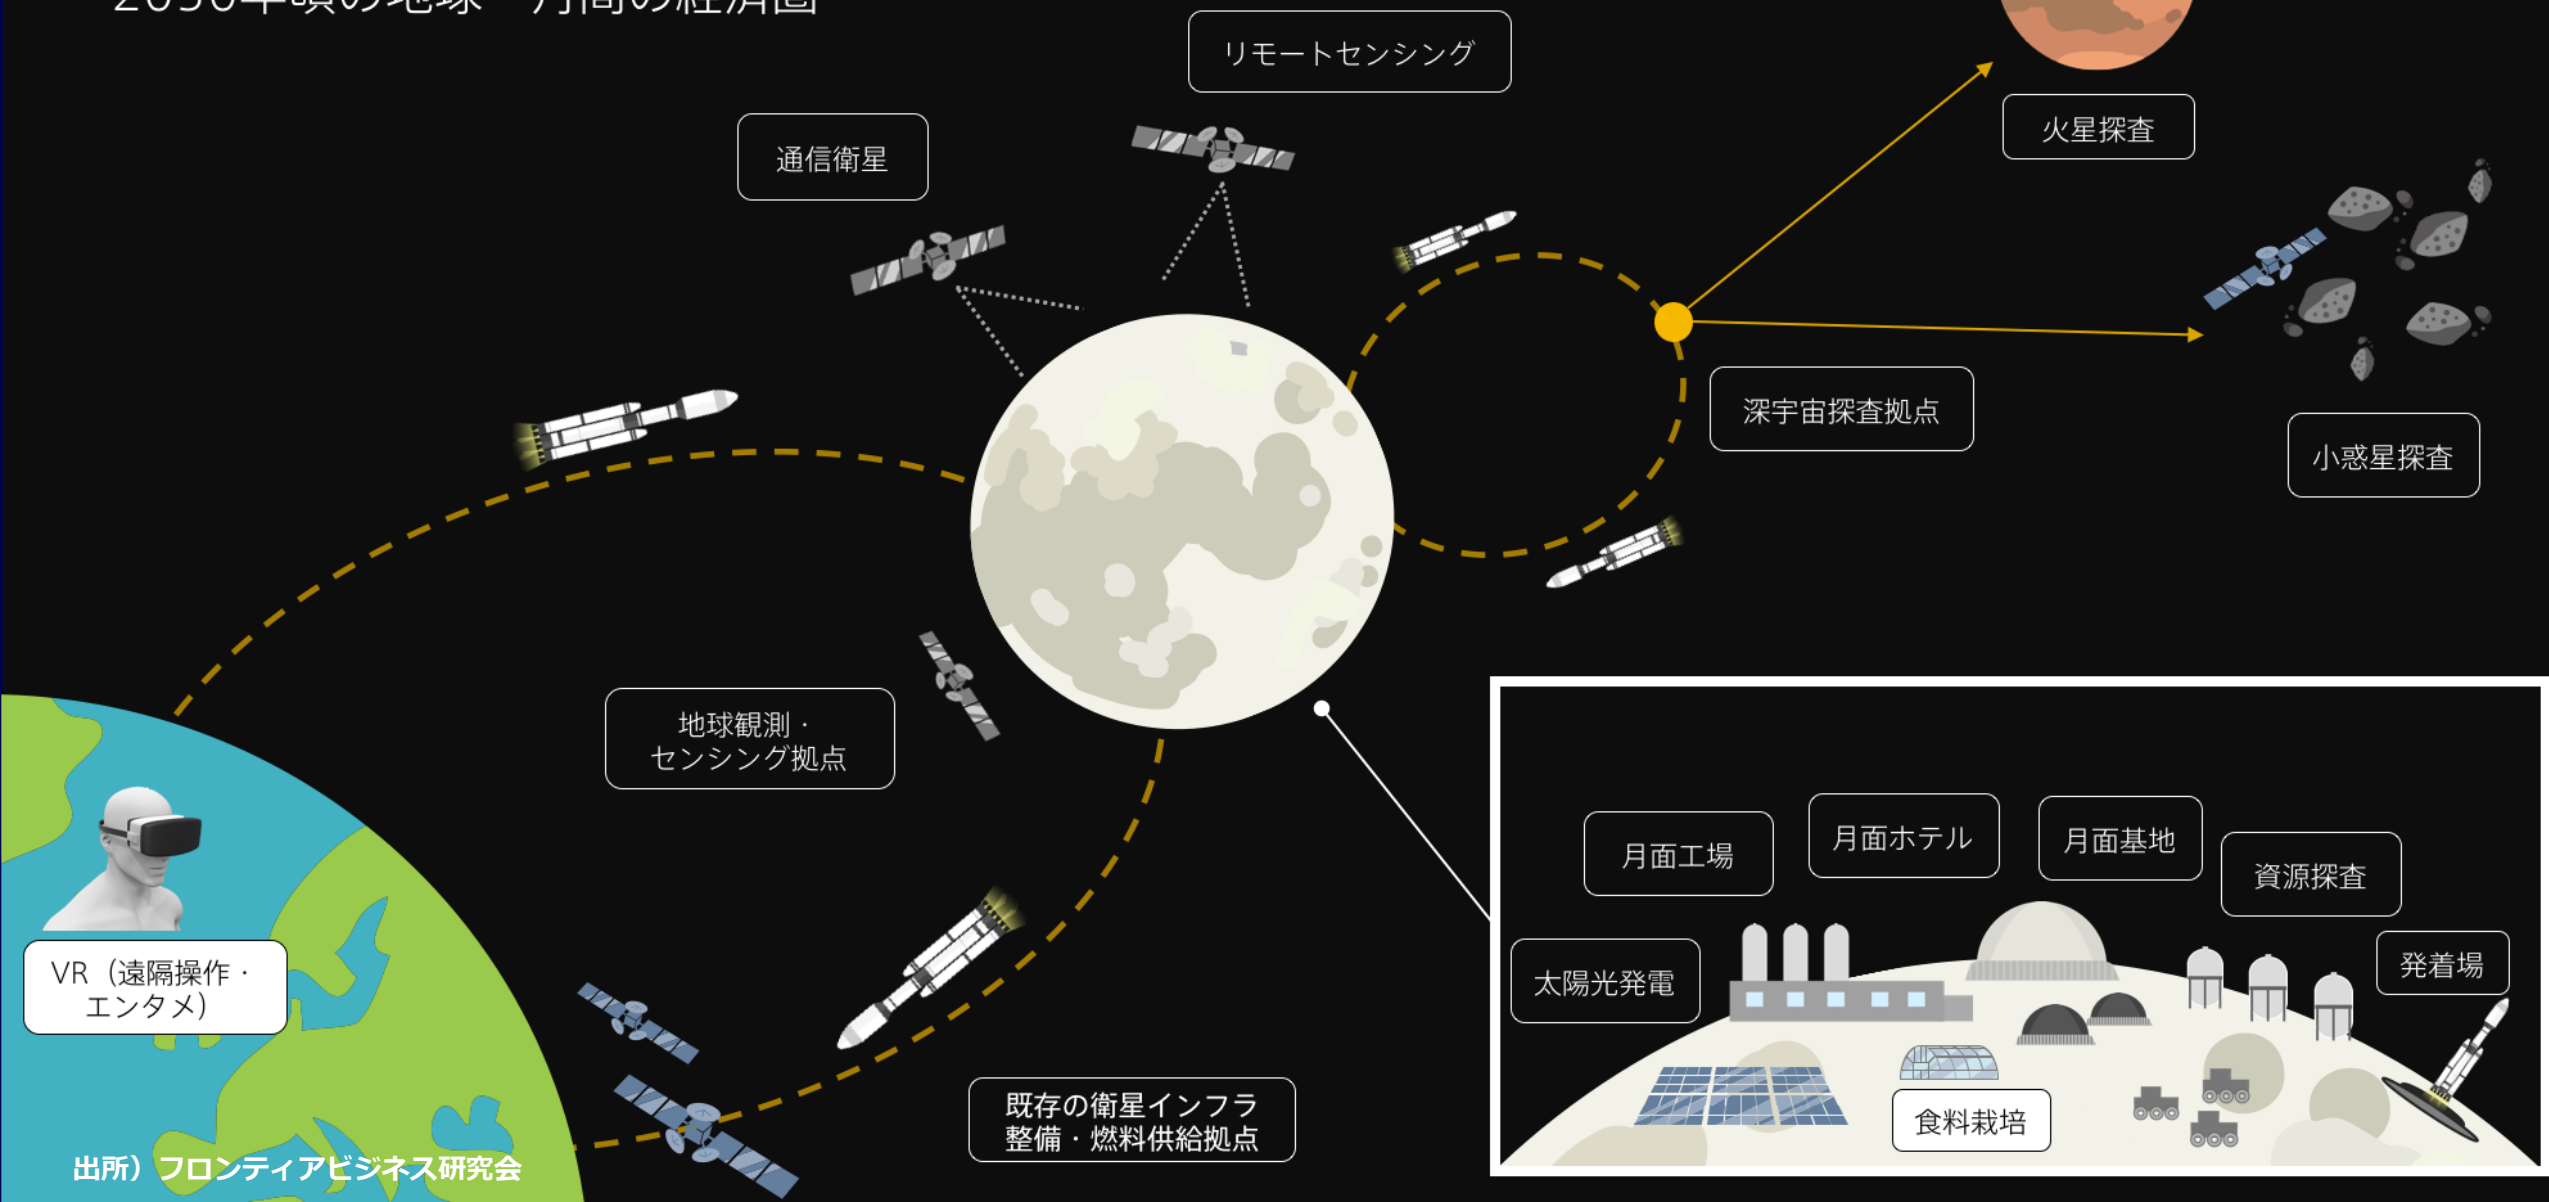 リモートセンシング
通信衛星
火星探査
深宇宙探査拠点
小惑星探査
地球観測・
センシング拠点
VR（遠隔操作・
エンタメ）
既存の衛星インフラ
整備・燃料供給拠点
月面工場
月面ホテル
月面基地
資源探査
太陽光発電
発着場
食料栽培
出所）フロンティアビジネス研究会